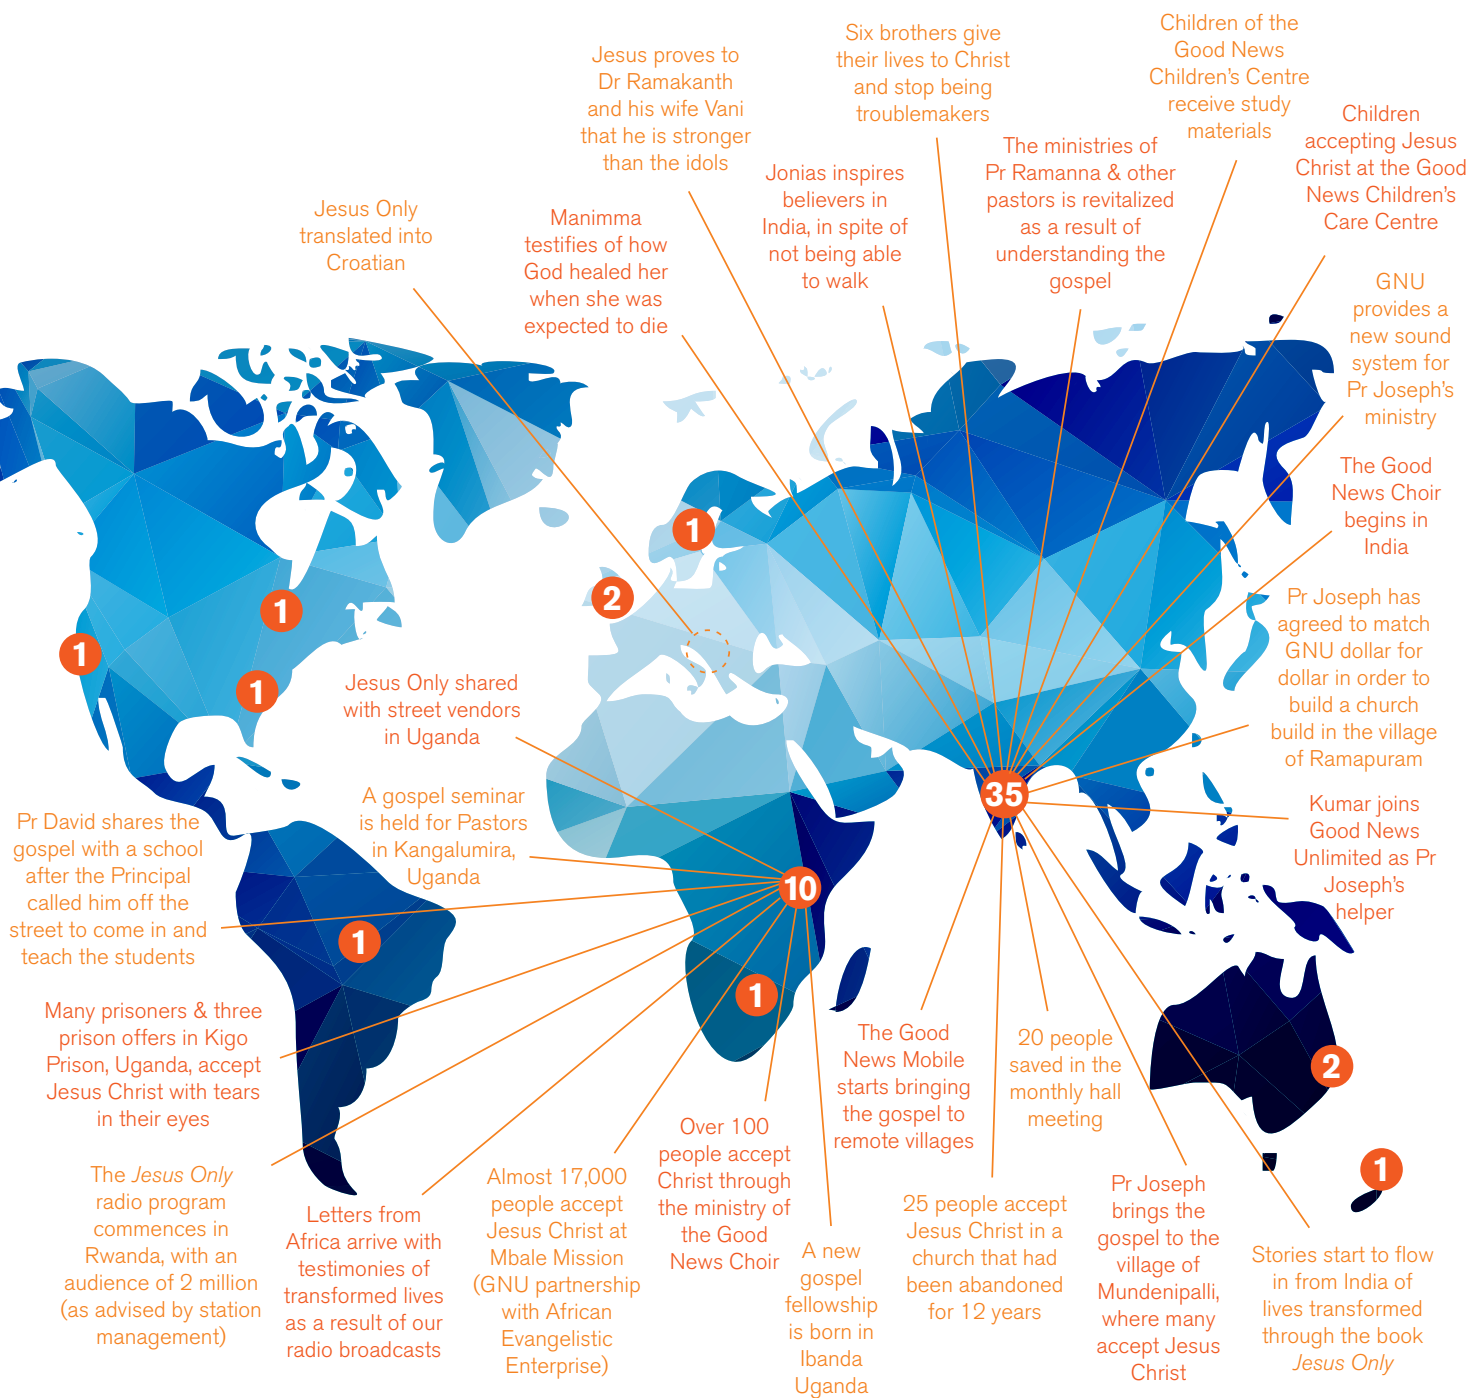 Six brothers give
their lives to Christ
and stop being
troublemakers
Children of the
Good News
Children's Centre
receive study
materials
Jesus proves to
Dr Ramakanth
and his wife Vani
that he is stronger
than the idols
Children
accepting Jesus
Christ at the Good
News Children's
Care Centre
The ministries of
Pr Ramanna & other
pastors is revitalized
as a result of
understanding the
gospel
Jonias inspires
believers in
India, in spite of
not being able
to walk
Jesus Only
translated into
Croatian
Manimma
testifies of how
God healed her
when she was
expected to die
GNU
provides a
new sound
system for
Pr Joseph's
ministry
The Good
News Choir
begins in
India
1
2
1
1
1
Pr Joseph has
agreed to match
GNU dollar for
dollar in order to
build a church
build in the village
of Ramapuram
Jesus Only shared
with street vendors
in Uganda
A gospel seminar
is held for Pastors
in Kangalumira,
Uganda
35
Kumar joins
Good News
Unlimited as Pr
Joseph's
helper
Pr David shares the
gospel with a school
after the Principal
called him off the
street to come in and
teach the students
10
1
1
Many prisoners & three
prison offers in Kigo
Prison, Uganda, accept
Jesus Christ with tears
in their eyes
The Good
News Mobile
starts bringing
the gospel to
remote villages
20 people
saved in the
monthly hall
meeting
2
1
The Jesus Only
radio program
commences in
Rwanda, with an
audience of 2 million
(as advised by station
management)
Letters from
Africa arrive with
testimonies of
transformed lives
as a result of our
radio broadcasts
Almost 17,000
people accept
Jesus Christ at
Mbale Mission
(GNU partnership
with African
Evangelistic
Enterprise)
Over 100
people accept
Christ through
the ministry of
the Good
News Choir
A new
gospel
fellowship
is born in
Ibanda
Uganda
25 people accept
Jesus Christ in a
church that had
been abandoned
for 12 years
Pr Joseph
brings the
gospel to the
village of
Mundenipalli,
where many
accept Jesus
Christ
Stories start to flow
in from India of
lives transformed
through the book
Jesus Only